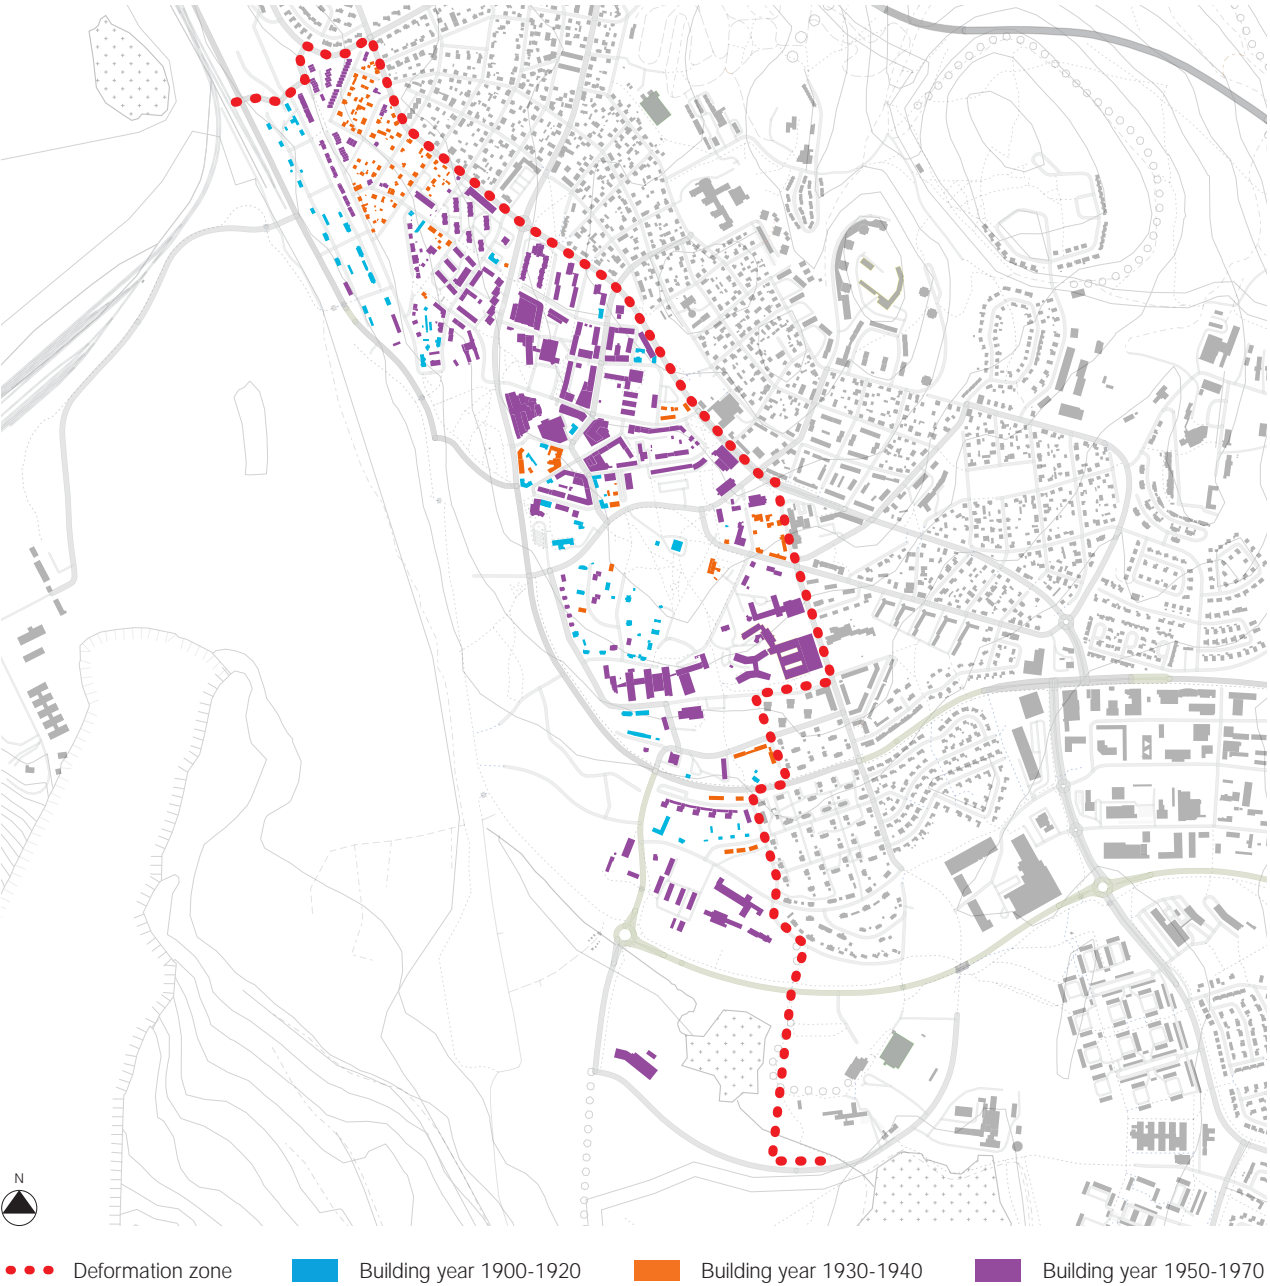 N
Deformation zone
Building year 1900-1920
Building year 1930-1940
Building year 1950-1970